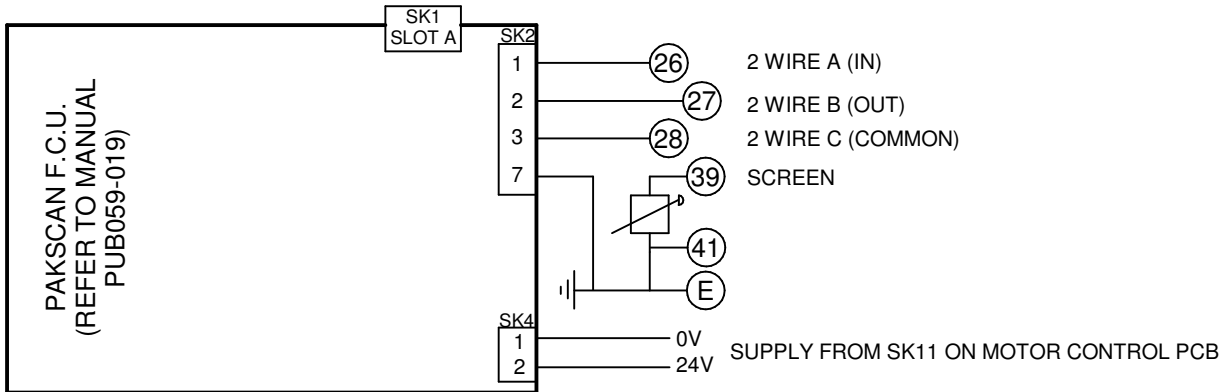 SK1
SLOT A
SK2
1
26
2 WIRE A (IN)
2
27
2 WIRE B (OUT)
3
28
2 WIRE C (COMMON)
7
39
SCREEN
41
E
PAKSCAN F.C.U.
(REFER TO MANUAL
PUB059-019)
SK4
1
0V
2
24V
SUPPLY FROM SK11 ON MOTOR CONTROL PCB